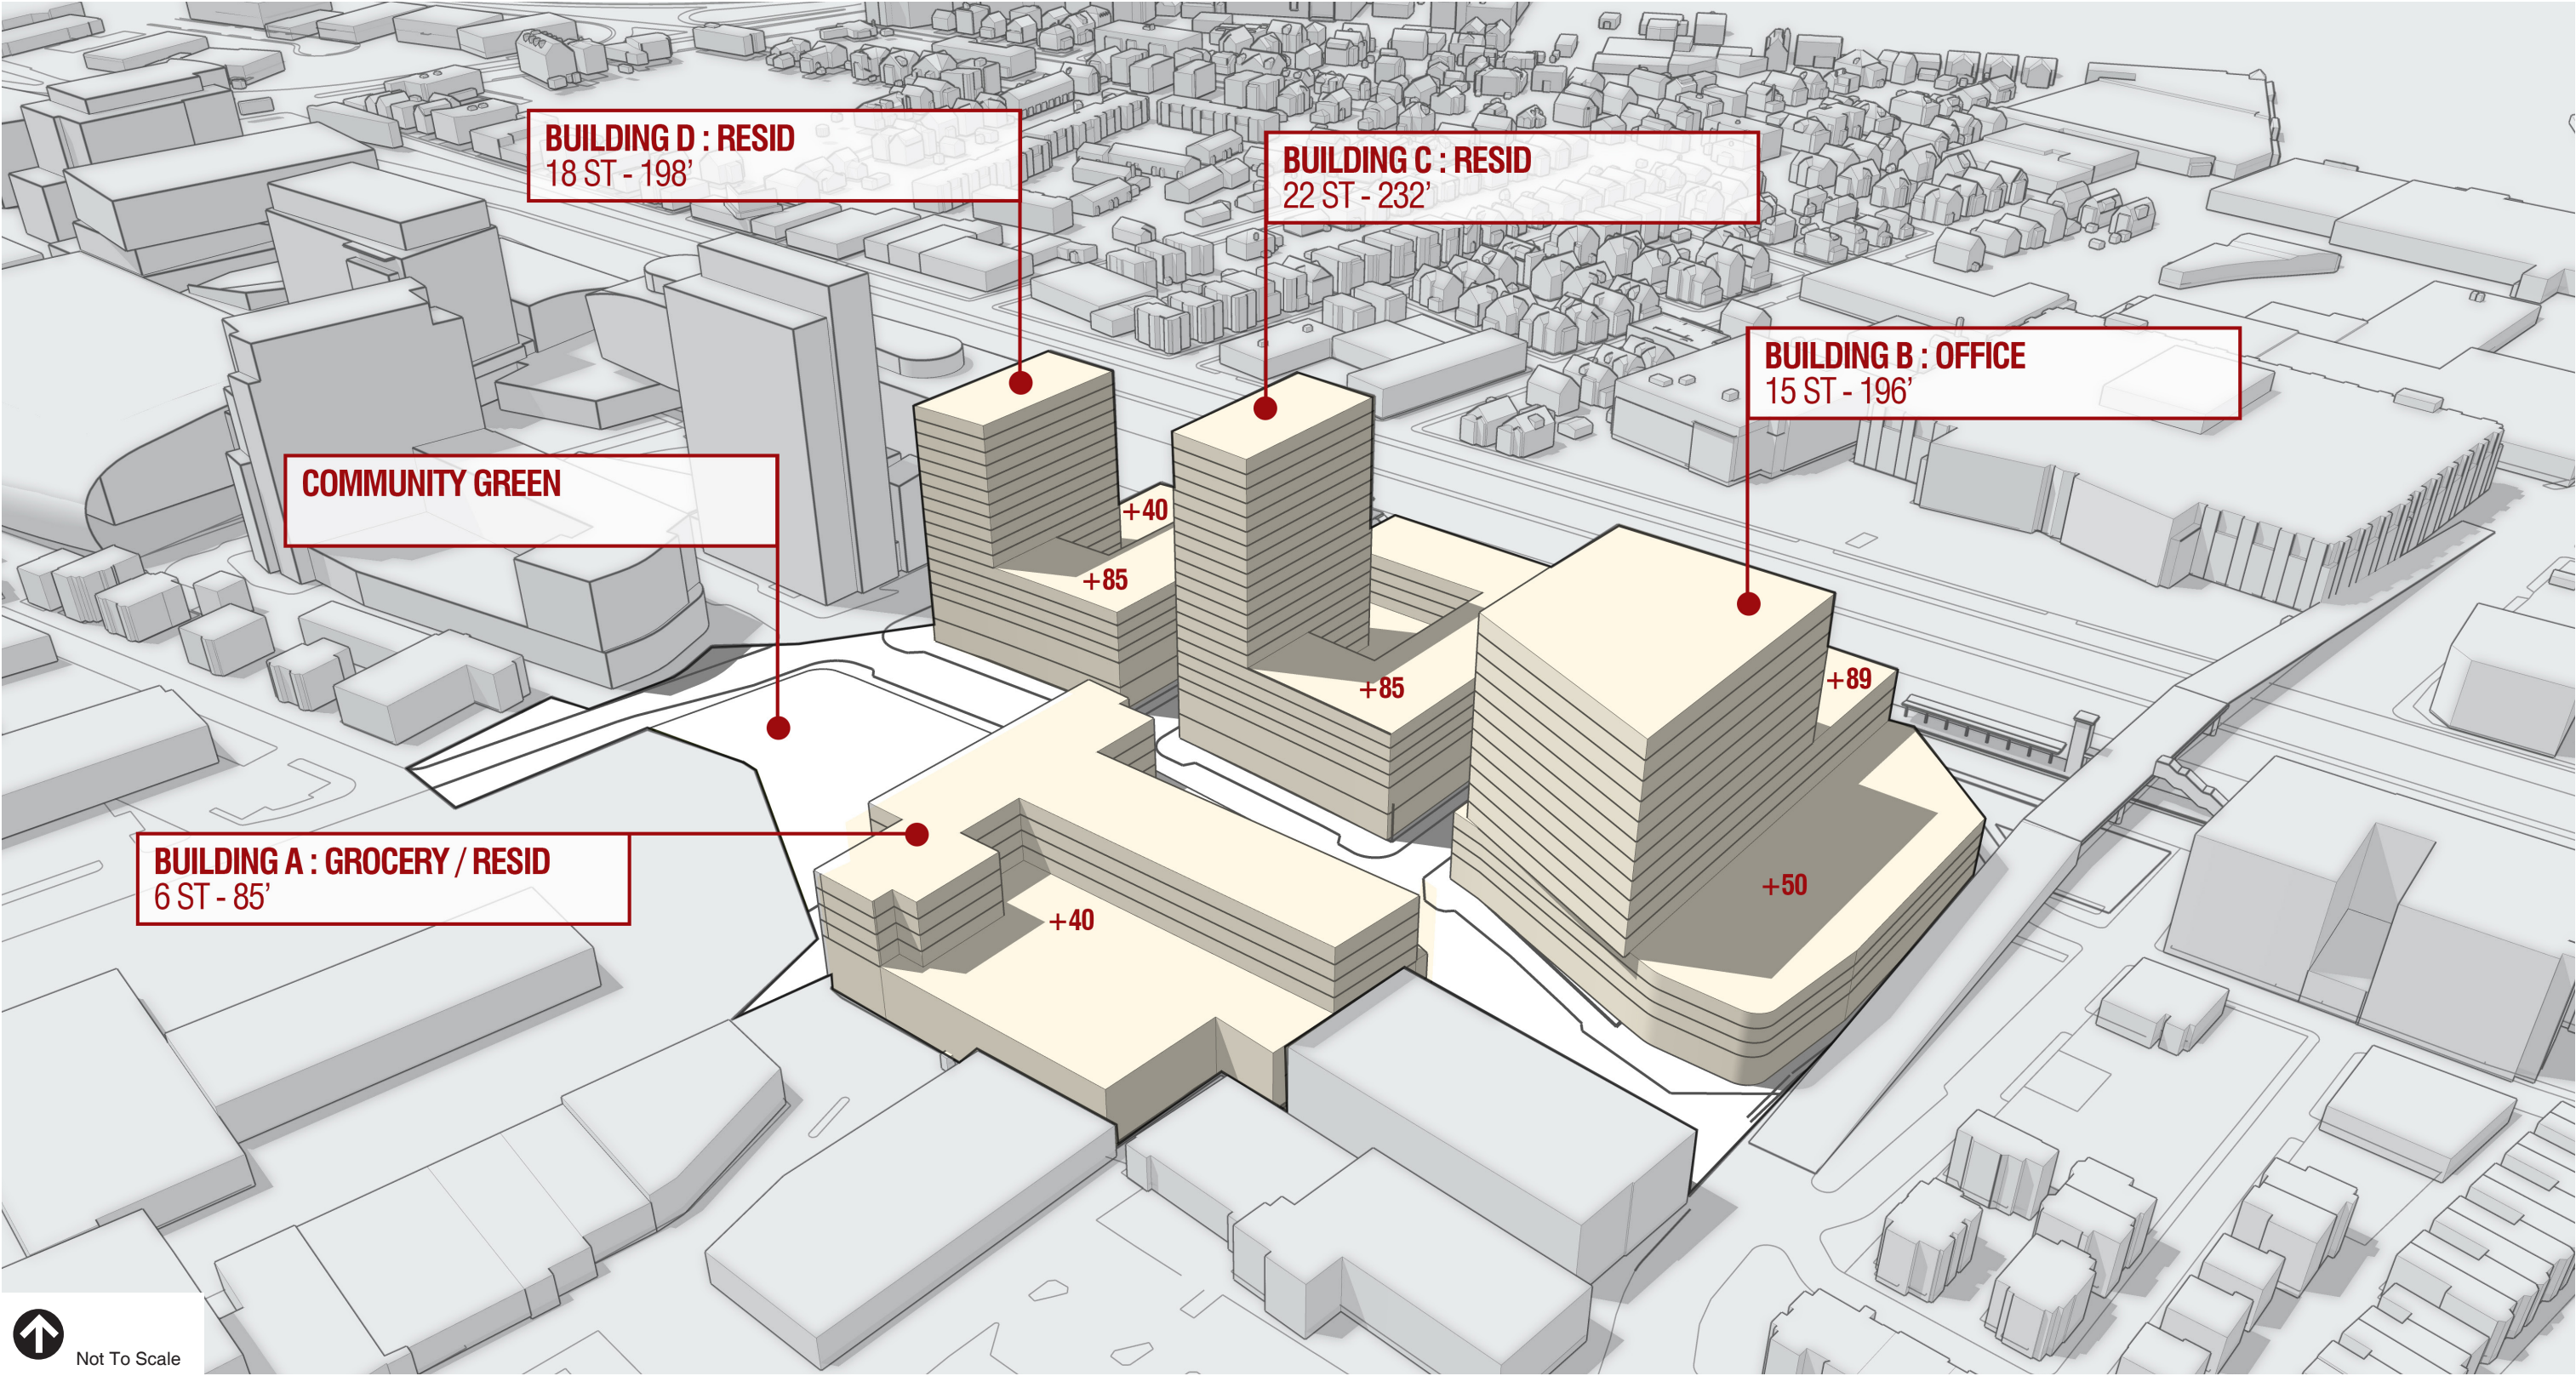 BUILDING D : RESID
18 ST - 198’
BUILDING C : RESID
22 ST - 232’
BUILDING B : OFFICE
15 ST - 196’
COMMUNITY GREEN
+40
+85
+85
+89
BUILDING A : GROCERY / RESID
6 ST - 85’
+40
+50
Not To Scale